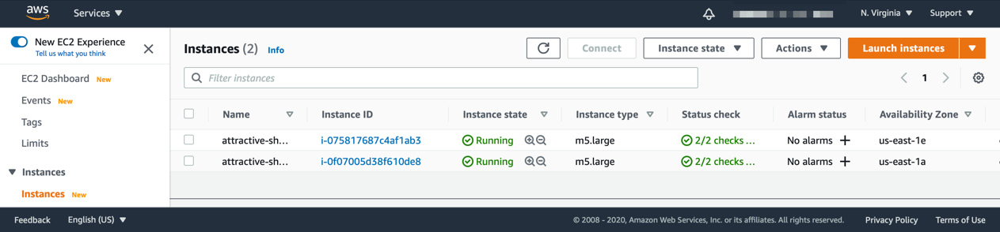 aws Services N. Virginia Support
New EC2 Experience
Tell us what you think
EC2 Dashboard New
Events New
Tags
Limits
Instances
Instances New
Instances (2) Info Connect Instance state Actions Launch instances
Filter instances 1
Name Instance ID Instance state Instance type Status check Alarm status Availability Zone
attractive-sh... i-075817687c4af1ab3 Running m5.large 2/2 checks ... No alarms us-east-1e
attractive-sh... i-0f07005d38f610de8 Running m5.large 2/2 checks ... No alarms us-east-1a
Feedback English (US) © 2008 - 2020, Amazon Web Services, Inc. or its affiliates. All rights reserved. Privacy Policy Terms of Use